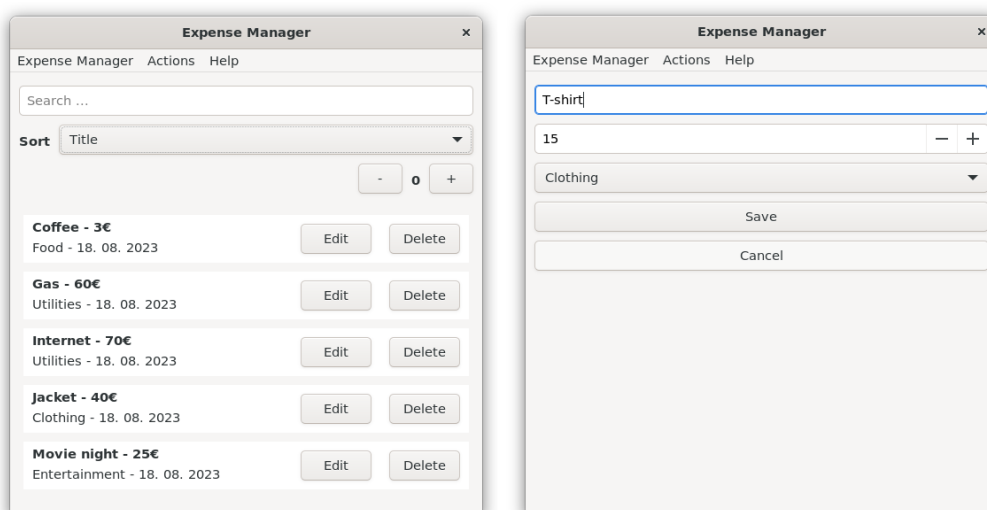 Expense Manager ×
Expense Manager Actions Help
Search ...
Sort Title
- 0 +
Coffee - 3€
Food - 18. 08. 2023
Edit Delete
Gas - 60€
Utilities - 18. 08. 2023
Edit Delete
Internet - 70€
Utilities - 18. 08. 2023
Edit Delete
Jacket - 40€
Clothing - 18. 08. 2023
Edit Delete
Movie night - 25€
Entertainment - 18. 08. 2023
Edit Delete
Expense Manager ×
Expense Manager Actions Help
T-shirt
15 − +
Clothing
Save
Cancel